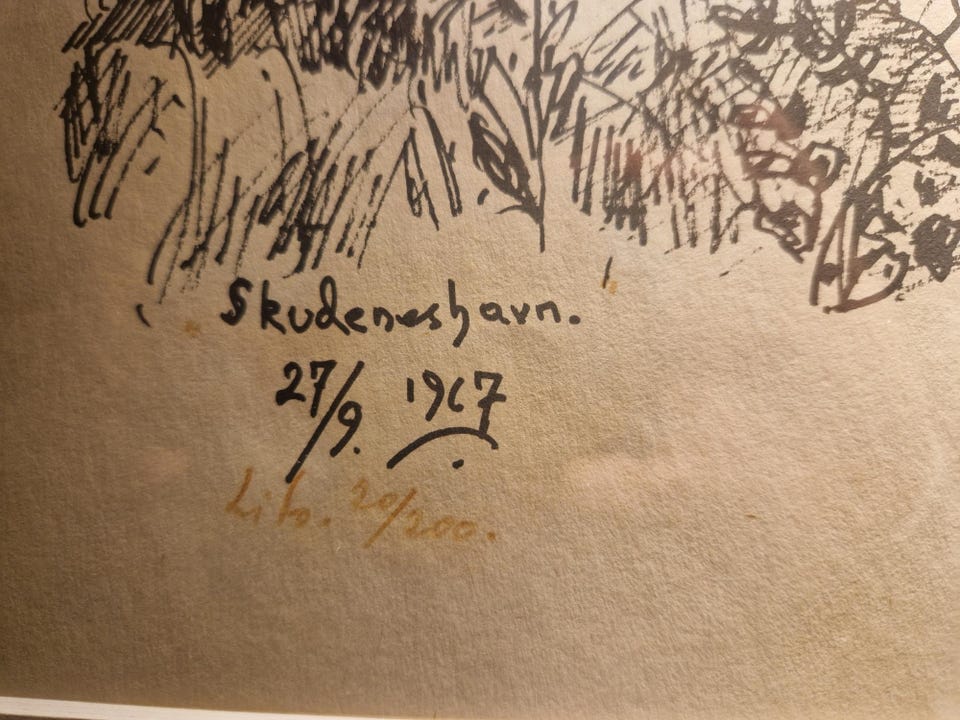 Skudeneshavn.
27/9. 1967
Lito. 20/200.